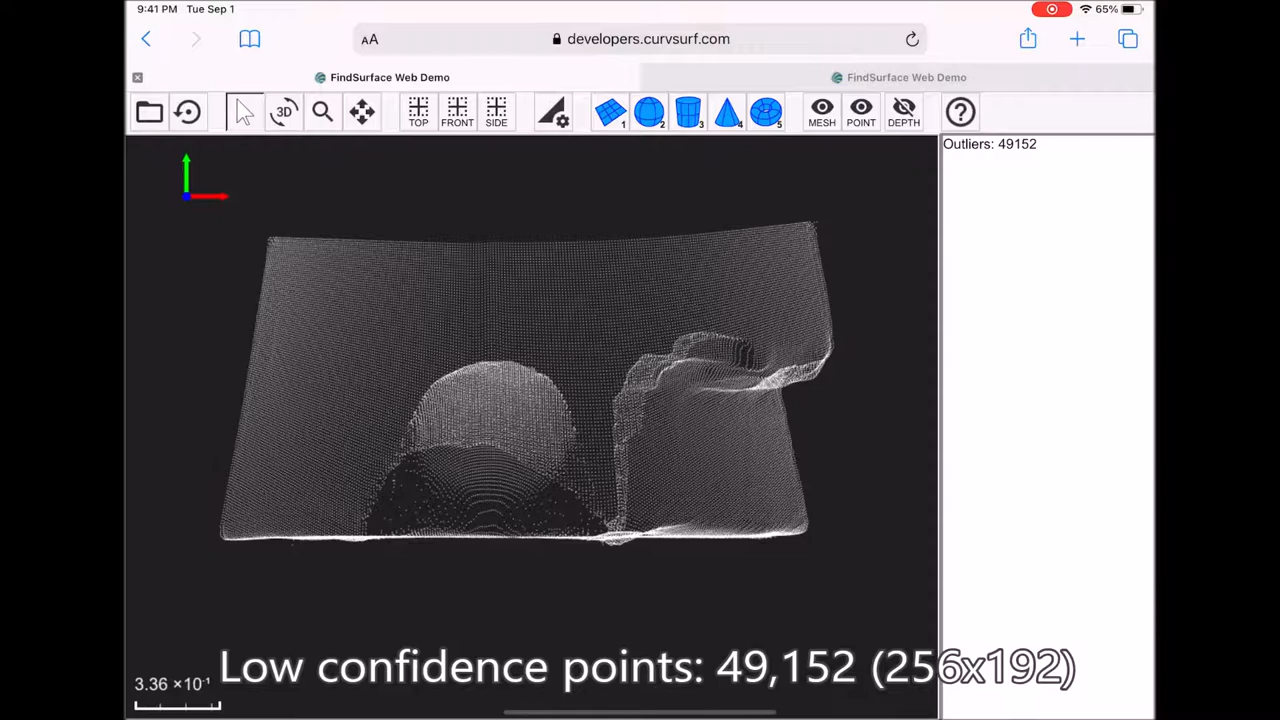 9:41 PM Tue Sep 1
65%
AA
developers.curvsurf.com
FindSurface Web Demo
FindSurface Web Demo
3D
TOP
FRONT
SIDE
1
2
3
4
5
MESH
POINT
DEPTH
?
Outliers: 49152
Low confidence points: 49,152 (256x192)
3.36 ×10⁻¹